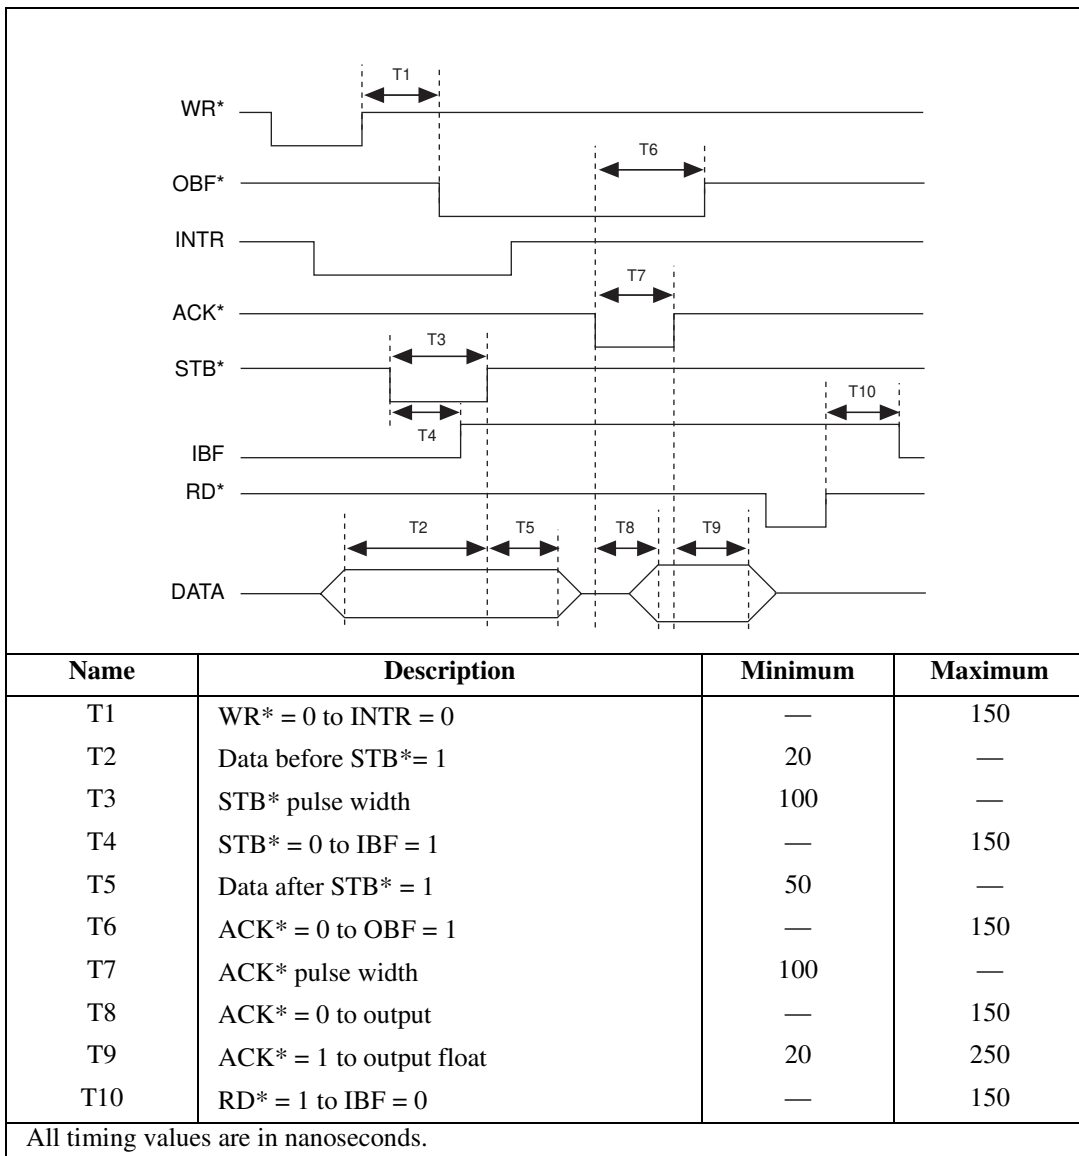 T1
WR*
T6
OBF*
INTR
T7
ACK*
T3
STB*
T10
T4
IBF
RD*
T2 T5 T8 T9
DATA
Name Description Minimum Maximum
T1 WR* = 0 to INTR = 0 — 150
T2 Data before STB*= 1 20 —
T3 STB* pulse width 100 —
T4 STB* = 0 to IBF = 1 — 150
T5 Data after STB* = 1 50 —
T6 ACK* = 0 to OBF = 1 — 150
T7 ACK* pulse width 100 —
T8 ACK* = 0 to output — 150
T9 ACK* = 1 to output float 20 250
T10 RD* = 1 to IBF = 0 — 150
All timing values are in nanoseconds.